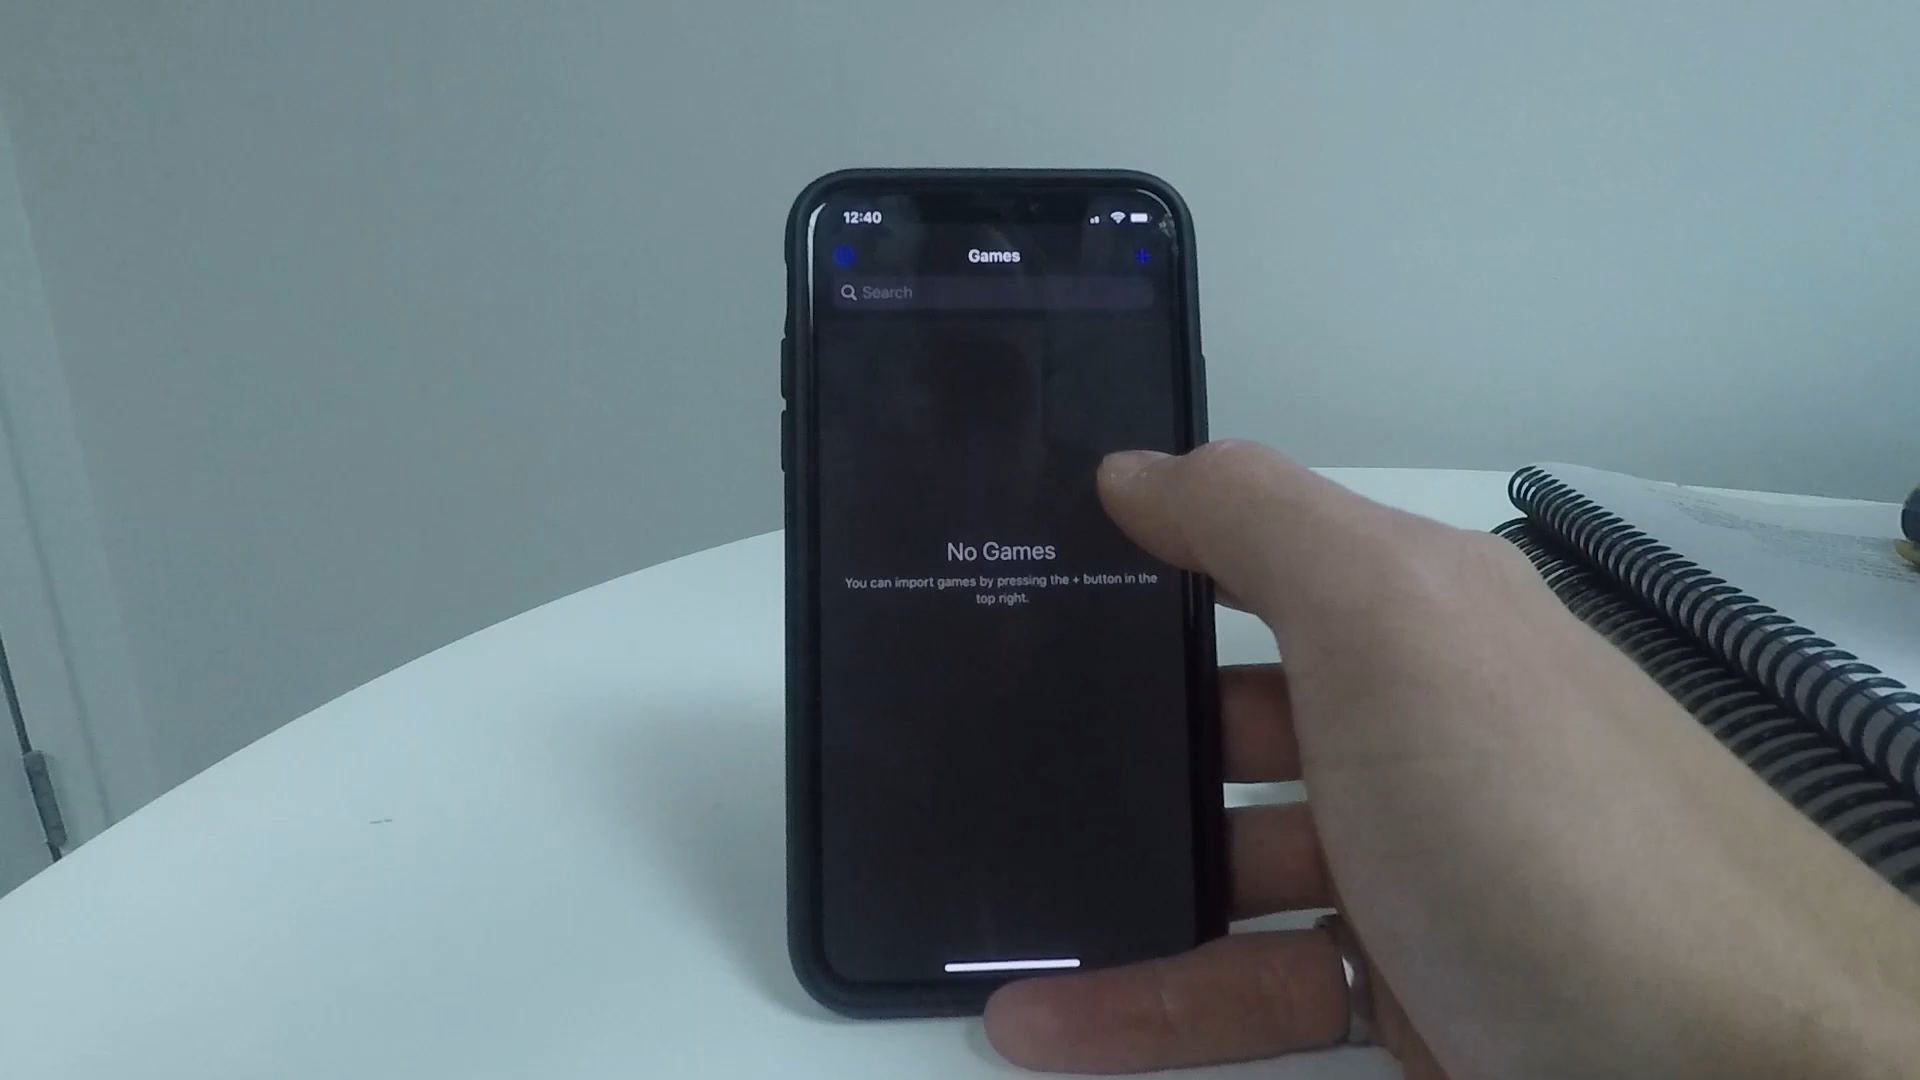 12:40
Games
Search
No Games
You can import games by pressing the + button in the
top right.